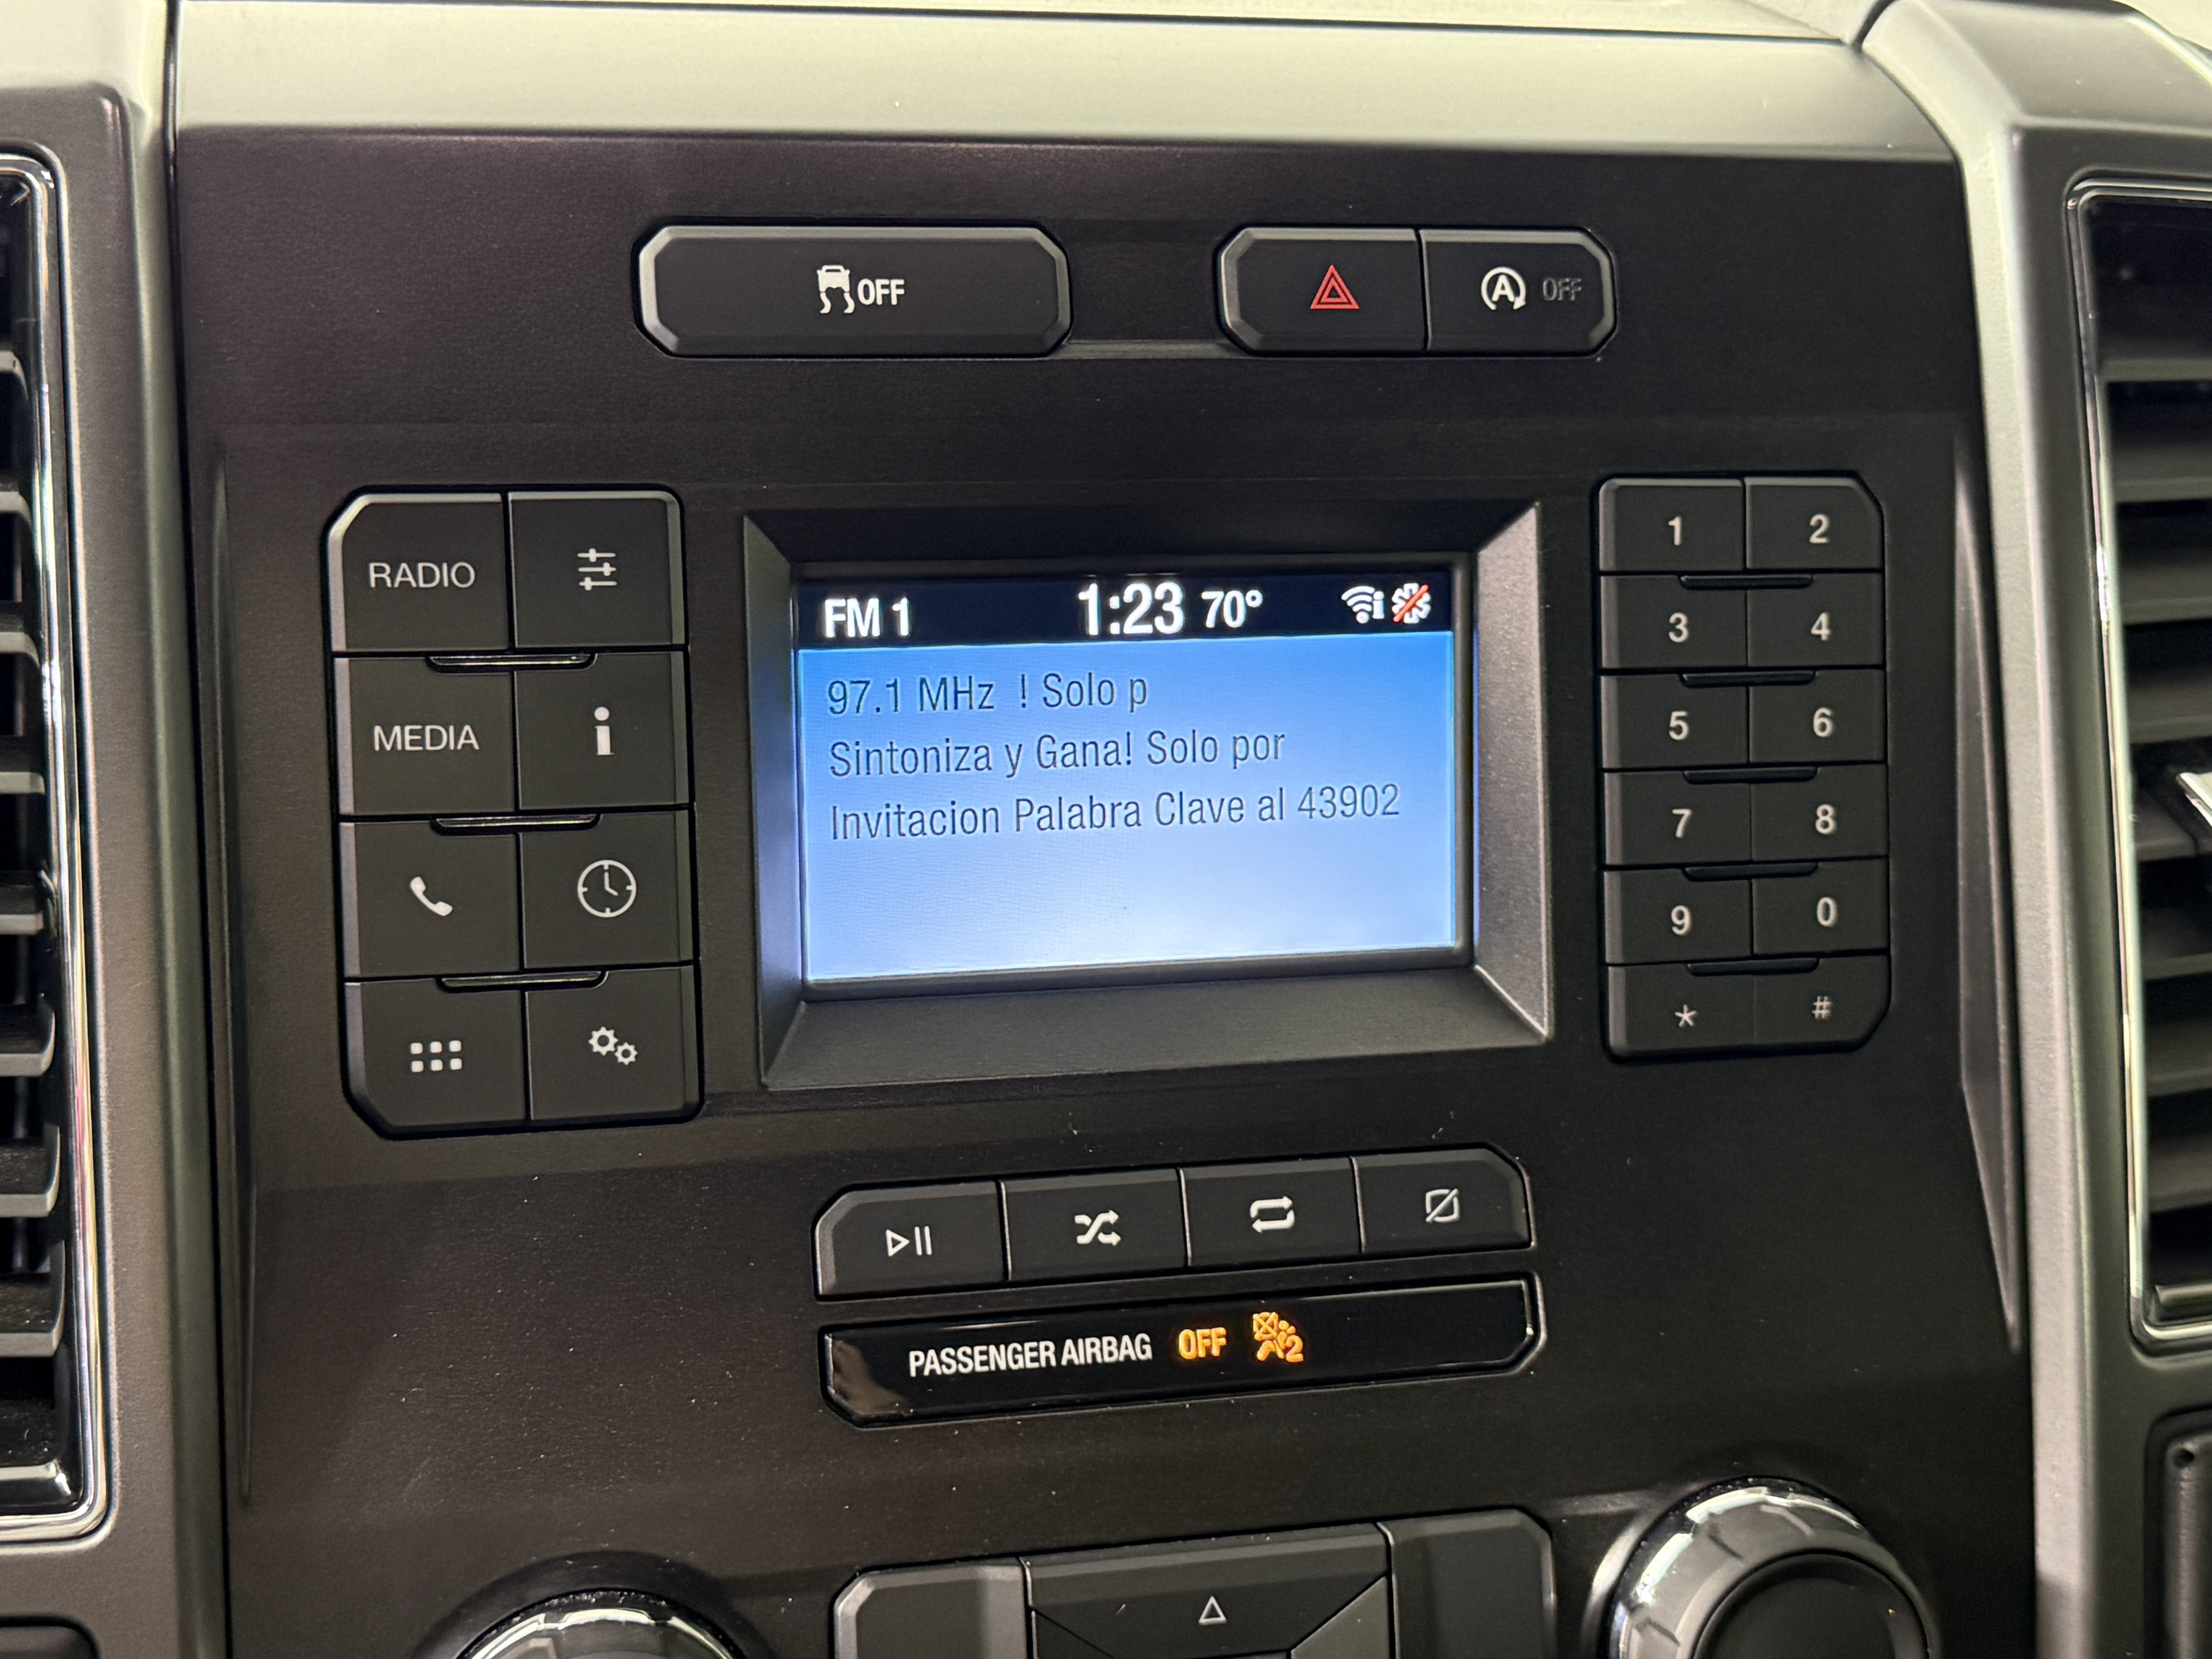 OFF
OFF
RADIO
MEDIA
FM 1 1:23 70°
97.1 MHz ! Solo p
Sintoniza y Gana! Solo por
Invitacion Palabra Clave al 43902
1 2
3 4
5 6
7 8
9 0
* #
PASSENGER AIRBAG OFF 2